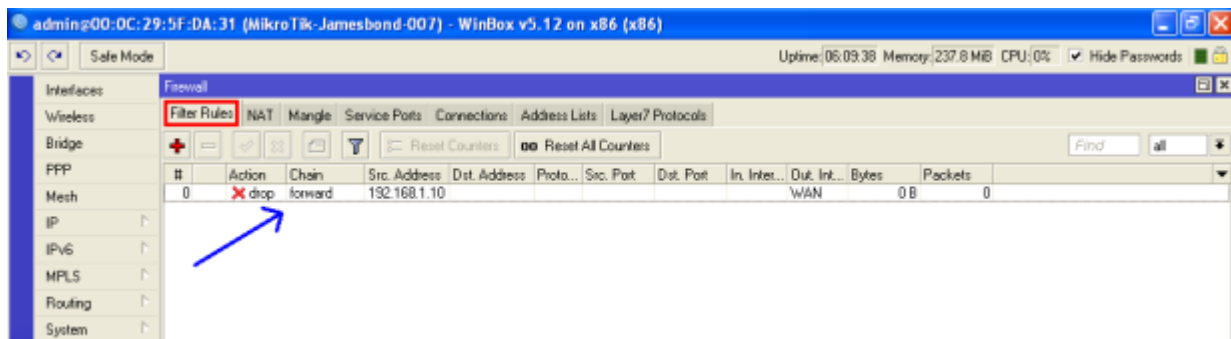 admin@00:0C:29:5F:DA:31 (MikroTik-Jamesbond-007) - WinBox v5.12 on x86 (x86)
Safe Mode Uptime: 06:09:38 Memory: 237.8 MiB CPU: 0% Hide Passwords
Interfaces
Wireless
Bridge
PPP
Mesh
IP
IPv6
MPLS
Routing
System
Firewall
Filter Rules NAT Mangle Service Ports Connections Address Lists Layer7 Protocols
Reset Counters 00 Reset All Counters Find all
# Action Chain Src. Address Dst. Address Proto... Src. Port Dst. Port In. Inter... Out. Int... Bytes Packets
0 drop forward 192.168.1.10 WAN 0 B 0